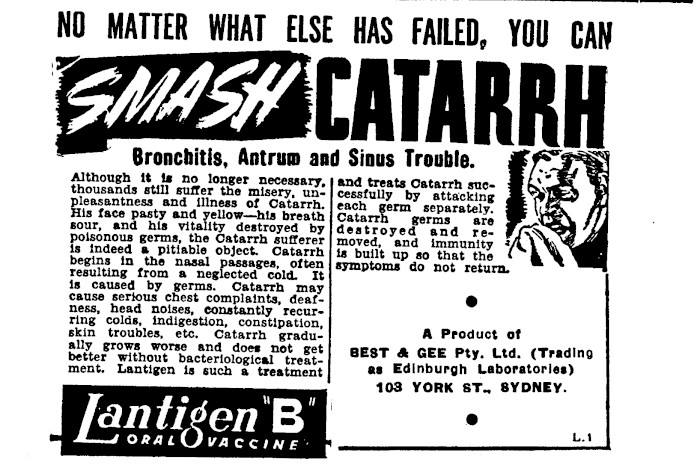 NO MATTER WHAT ELSE HAS FAILED, YOU CAN
SMASH CATARRH
Bronchitis, Antrum and Sinus Trouble.
Although it is no longer necessary,
thousands still suffer the misery, un-
pleasantness and illness of Catarrh.
His face pasty and yellow—his breath
sour, and his vitality destroyed by
poisonous germs, the Catarrh sufferer
is indeed a pitiable object. Catarrh
begins in the nasal passages, often
resulting from a neglected cold. It
is caused by germs. Catarrh may
cause serious chest complaints, deaf-
ness, head noises, constantly recur-
ring colds, indigestion, constipation,
skin troubles, etc. Catarrh gradu-
ally grows worse and does not get
better without bacteriological treat-
ment. Lantigen is such a treatment
and treats Catarrh suc-
cessfully by attacking
each germ separately.
Catarrh germs are
destroyed and re-
moved, and immunity
is built up so that the
symptoms do not return.
A Product of
BEST & GEE Pty. Ltd. (Trading
as Edinburgh Laboratories)
103 YORK ST., SYDNEY.
Lantigen "B"
ORAL VACCINE
L.1